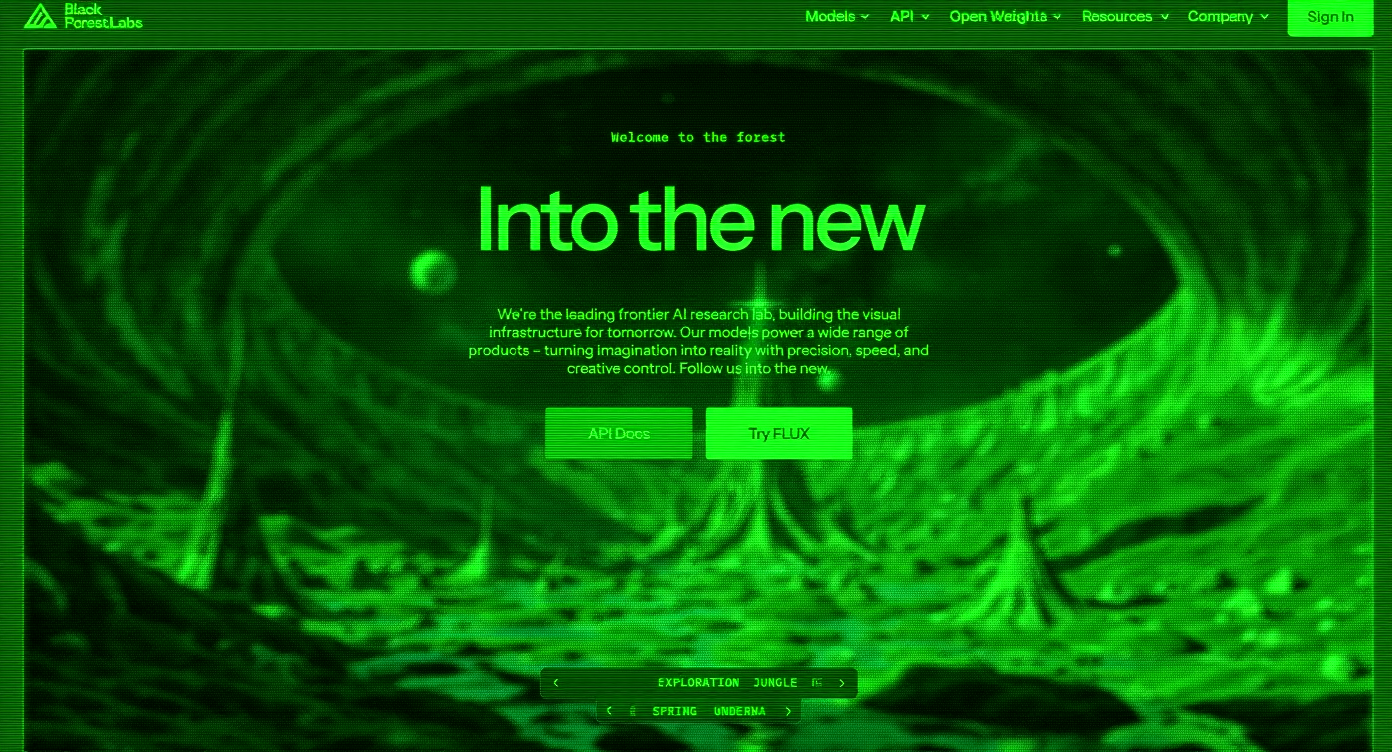 Black
Forest Labs
Models
API
Open Weights
Resources
Company
Sign In
Welcome to the forest
Into the new
We're the leading frontier AI research lab, building the visual
infrastructure for tomorrow. Our models power a wide range of
products – turning imagination into reality with precision, speed, and
creative control. Follow us into the new.
API Docs
Try FLUX
EXPLORATION JUNGLE
SPRING UNDERWA